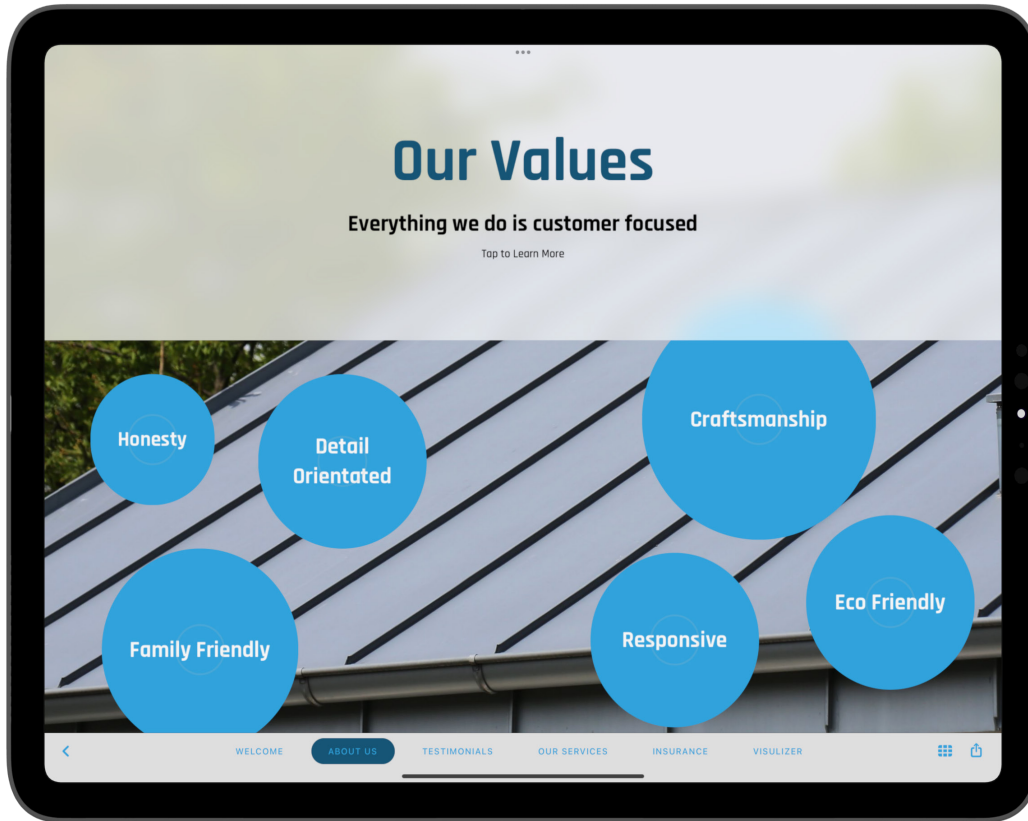 Our Values
Everything we do is customer focused
Tap to Learn More
Honesty
Detail
Orientated
Craftsmanship
Family Friendly
Responsive
Eco Friendly
WELCOME
ABOUT US
TESTIMONIALS
OUR SERVICES
INSURANCE
VISULIZER